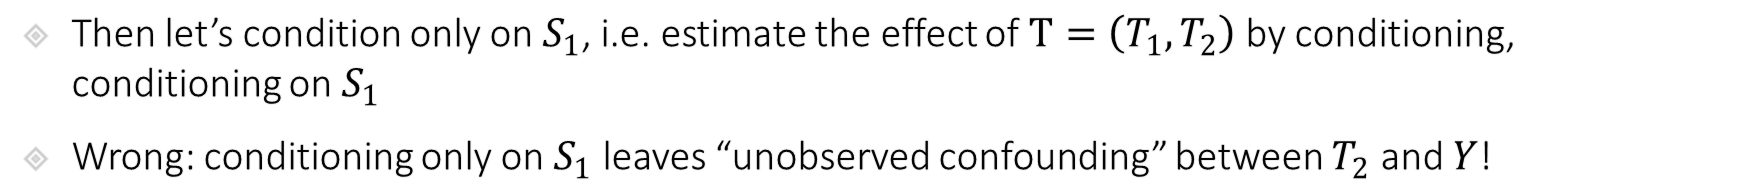 Then let's condition only on S₁, i.e. estimate the effect of T = (T₁, T₂) by conditioning,
conditioning on S₁
Wrong: conditioning only on S₁ leaves “unobserved confounding” between T₂ and Y!